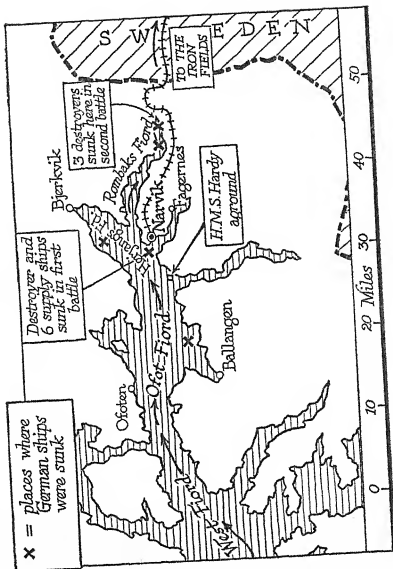 × = places where
German ships
were sunk
Destroyer and
6 supply ships
sunk in first
battle
3 destroyers
sunk here in
second battle
SWEDEN
TO THE
IRON
FIELDS
Bjerkvik
Rombaks Fiord
Narvik
Fagernes
H.M.S. Hardy
aground
Ofoten
Ofot-Fiord
Ballangen
Fiord
0 10 20 Miles 30 40 50